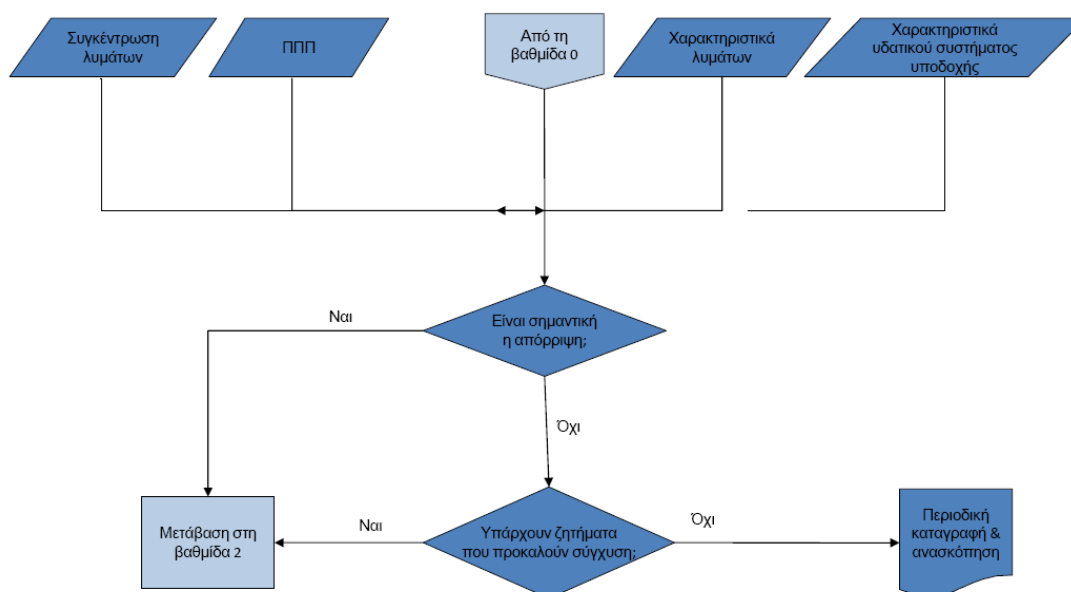 Συγκέντρωση
λυμάτων
ΠΠΠ
Από τη
βαθμίδα 0
Χαρακτηριστικά
λυμάτων
Χαρακτηριστικά
υδατικού συστήματος
υποδοχής
Ναι
Είναι σημαντική
η απόρριψη;
Όχι
Μετάβαση στη
βαθμίδα 2
Ναι
Υπάρχουν ζητήματα
που προκαλούν σύγχυση;
Όχι
Περιοδική
καταγραφή &
ανασκόπηση